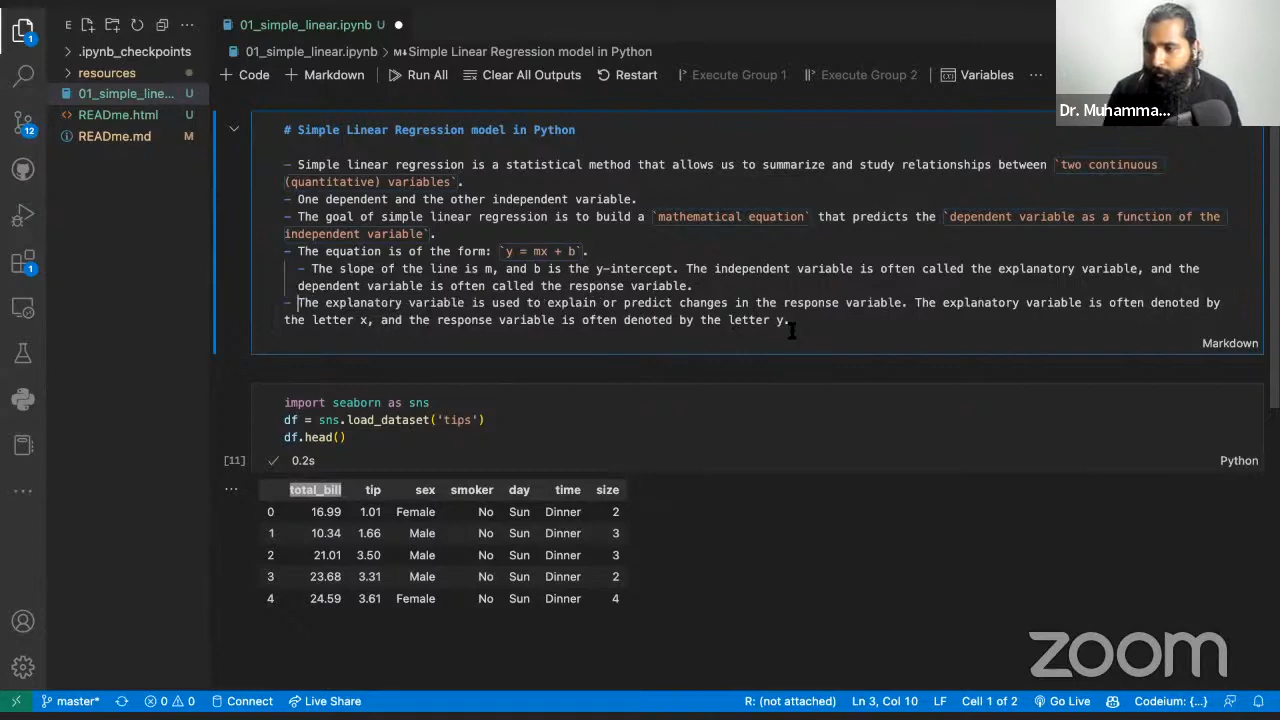 E
01_simple_linear.ipynb U
.ipynb_checkpoints
01_simple_linear.ipynb > M↓ Simple Linear Regression model in Python
resources
+ Code + Markdown Run All Clear All Outputs Restart Execute Group 1 Execute Group 2 Variables ...
01_simple_line... U
READme.html U
READme.md M
1
12
1
Dr. Muhamma...
# Simple Linear Regression model in Python
- Simple linear regression is a statistical method that allows us to summarize and study relationships between `two continuous
(quantitative) variables`.
- One dependent and the other independent variable.
- The goal of simple linear regression is to build a `mathematical equation` that predicts the `dependent variable as a function of the
independent variable`.
- The equation is of the form: `y = mx + b`.
- The slope of the line is m, and b is the y-intercept. The independent variable is often called the explanatory variable, and the
dependent variable is often called the response variable.
- The explanatory variable is used to explain or predict changes in the response variable. The explanatory variable is often denoted by
the letter x, and the response variable is often denoted by the letter y.
Markdown
import seaborn as sns
df = sns.load_dataset('tips')
df.head()
[11] ✓ 0.2s Python
... total_bill tip sex smoker day time size
0 16.99 1.01 Female No Sun Dinner 2
1 10.34 1.66 Male No Sun Dinner 3
2 21.01 3.50 Male No Sun Dinner 3
3 23.68 3.31 Male No Sun Dinner 2
4 24.59 3.61 Female No Sun Dinner 4
zoom
master* 0 0 Connect Live Share R: (not attached) Ln 3, Col 10 LF Cell 1 of 2 Go Live Codeium: {...}